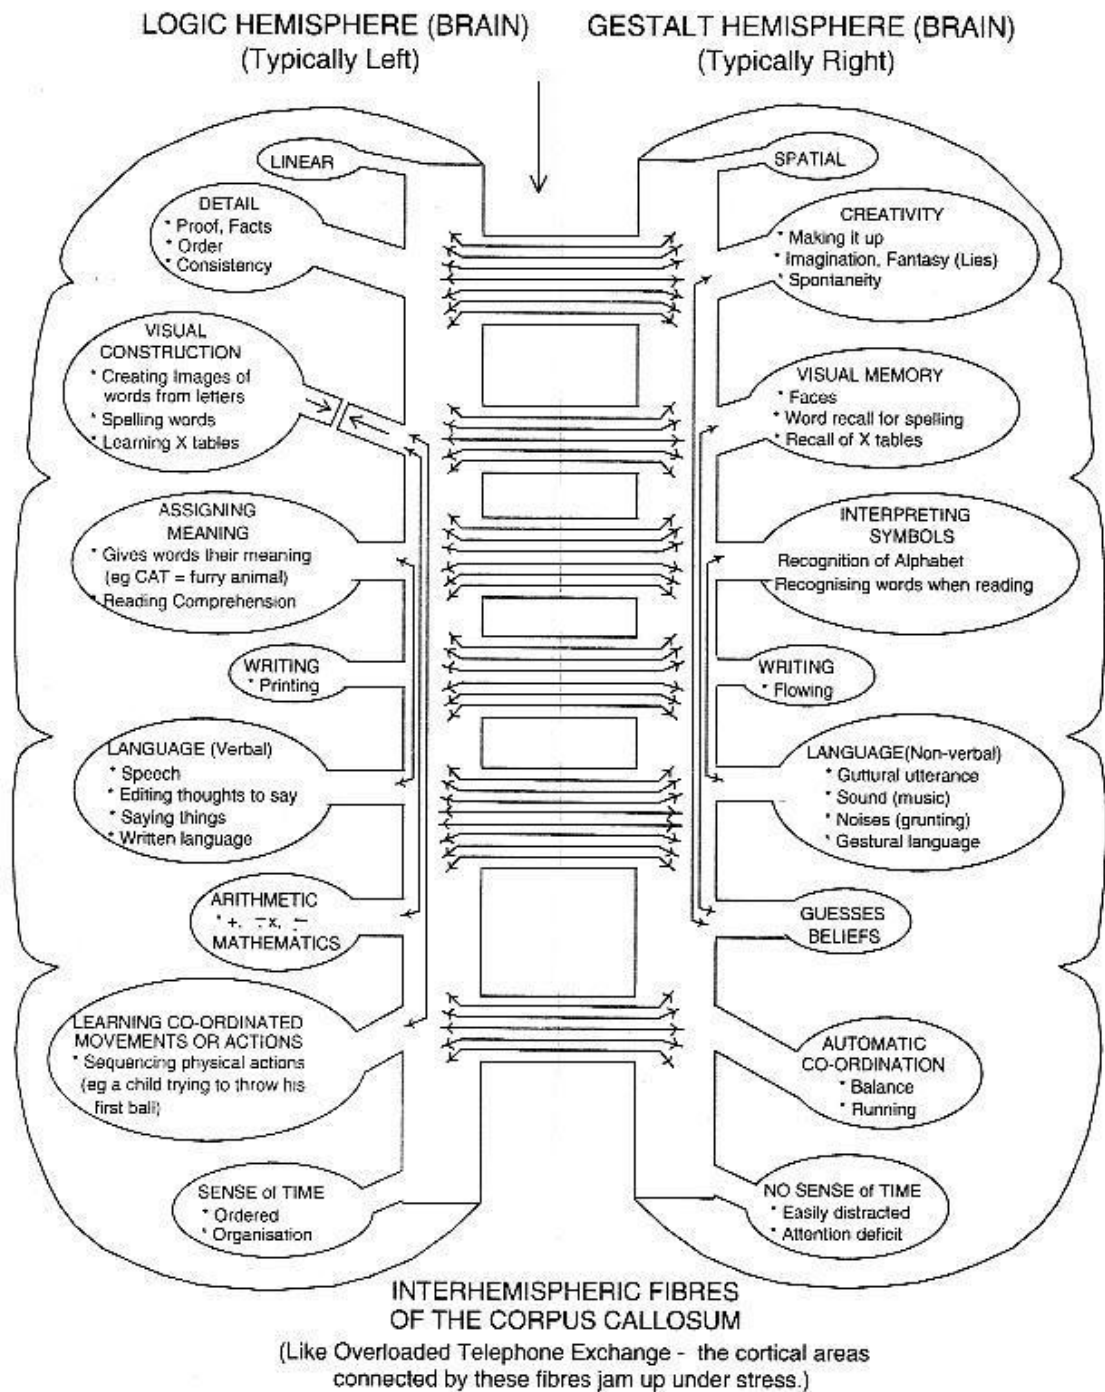 LOGIC HEMISPHERE (BRAIN)
(Typically Left)
GESTALT HEMISPHERE (BRAIN)
(Typically Right)
LINEAR
DETAIL
* Proof, Facts
* Order
* Consistency
VISUAL
CONSTRUCTION
* Creating Images of
words from letters
* Spelling words
* Learning X tables
ASSIGNING
MEANING
* Gives words their meaning
(eg CAT = furry animal)
* Reading Comprehension
WRITING
* Printing
LANGUAGE (Verbal)
* Speech
* Editing thoughts to say
* Saying things
* Written language
ARITHMETIC
* +, - x, ÷
MATHEMATICS
LEARNING CO-ORDINATED
MOVEMENTS OR ACTIONS
* Sequencing physical actions
(eg a child trying to throw his
first ball)
SENSE of TIME
* Ordered
* Organisation
SPATIAL
CREATIVITY
* Making it up
* Imagination, Fantasy (Lies)
* Spontaneity
VISUAL MEMORY
* Faces
* Word recall for spelling
* Recall of X tables
INTERPRETING
SYMBOLS
Recognition of Alphabet
Recognising words when reading
WRITING
* Flowing
LANGUAGE(Non-verbal)
* Guttural utterance
* Sound (music)
* Noises (grunting)
* Gestural language
GUESSES
BELIEFS
AUTOMATIC
CO-ORDINATION
* Balance
* Running
NO SENSE of TIME
* Easily distracted
* Attention deficit
INTERHEMISPHERIC FIBRES
OF THE CORPUS CALLOSUM
(Like Overloaded Telephone Exchange - the cortical areas
connected by these fibres jam up under stress.)